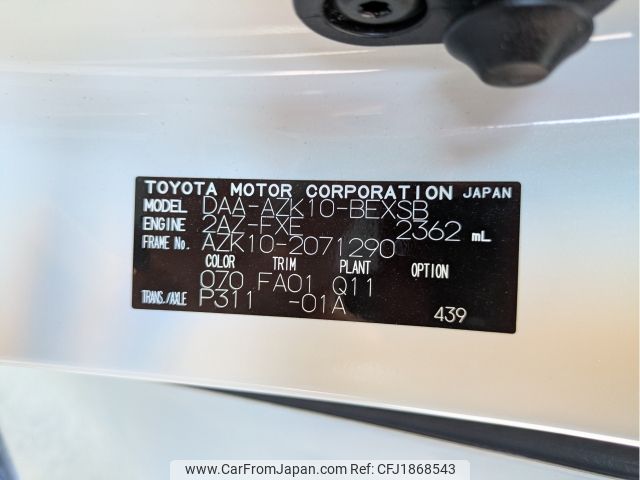 TOYOTA MOTOR CORPORATION JAPAN
MODEL DAA-AZK10-BEXSB
ENGINE 2AZ-FXE 2362 mL
FRAME No. AZK10-2071290
COLOR TRIM PLANT OPTION
070 FA01 Q11
TRANS./AXLE P311 -01A 439
www.CarFromJapan.com - Ref No: CFJ1868543